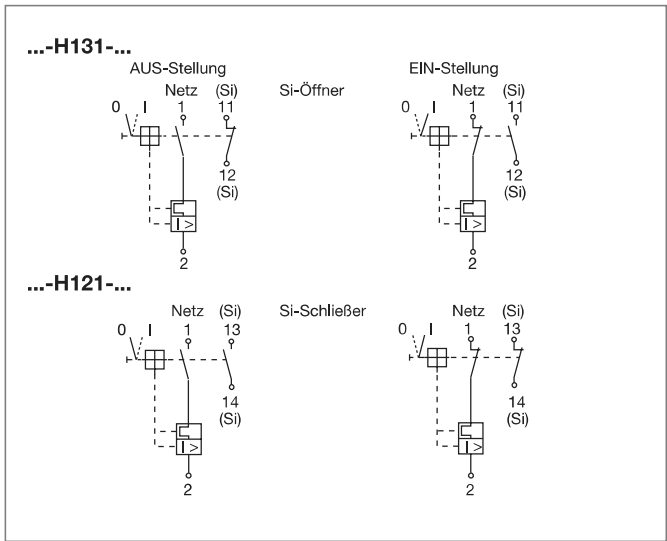 ...-H131-...
AUS-Stellung EIN-Stellung
Netz (Si) Si-Öffner Netz (Si)
0 I 1 11 0 I 1 11
12 12
(Si) (Si)
I > I >
2 2
...-H121-...
Netz (Si) Si-Schließer Netz (Si)
0 I 1 13 0 I 1 13
14 14
(Si) (Si)
I > I >
2 2